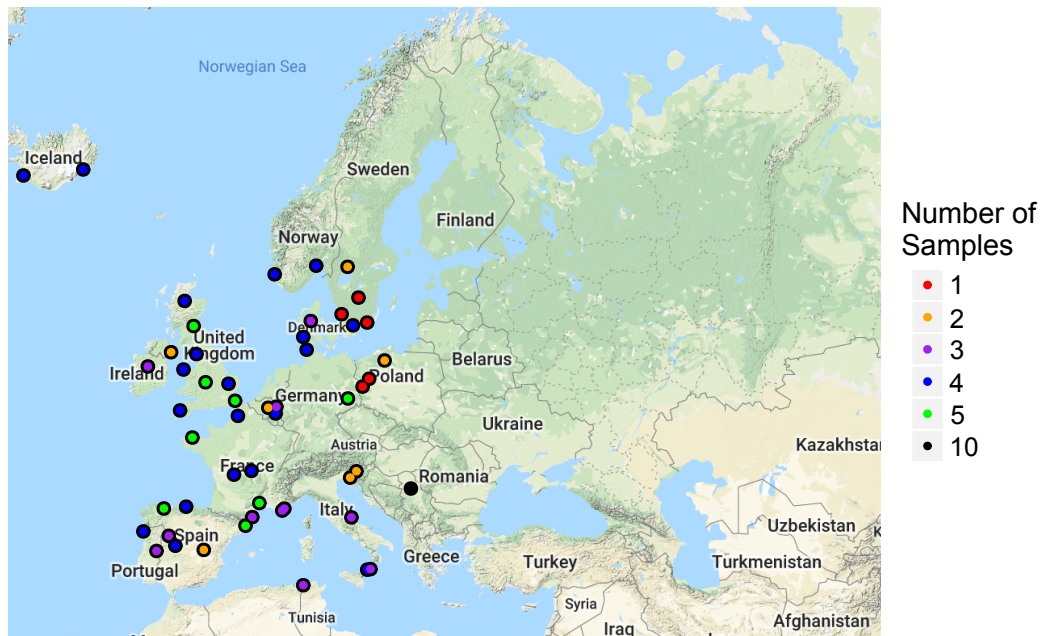 Norwegian Sea
Iceland
Sweden
Finland
Norway
Denmark
United
Kingdom
Ireland
Belarus
Poland
Germany
Ukraine
Austria
Kazakhstan
France
Romania
Italy
Spain
Uzbekistan
K
Greece
Portugal
Turkey
Turkmenistan
Syria
Tunisia
Afghanistan
Iraq
Number of
Samples
1
2
3
4
5
10